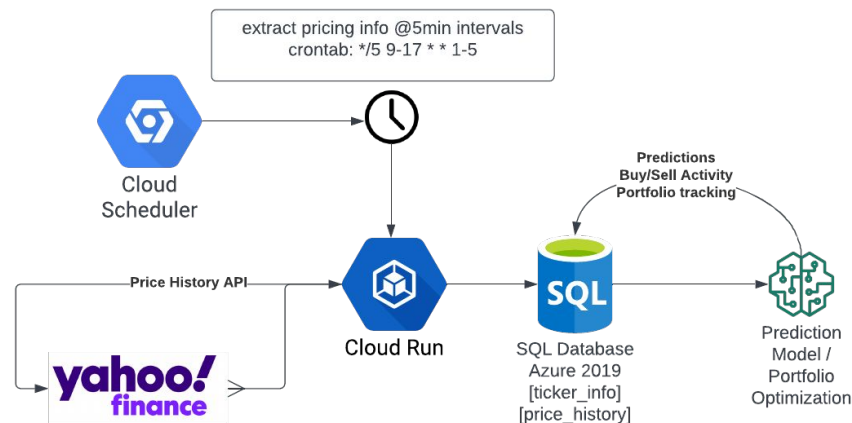 extract pricing info @5min intervals
crontab: */5 9-17 * * 1-5
Cloud
Scheduler
Predictions
Buy/Sell Activity
Portfolio tracking
Price History API
Cloud Run
SQL
SQL Database
Azure 2019
[ticker_info]
[price_history]
Prediction
Model /
Portfolio
Optimization
yahoo!
finance